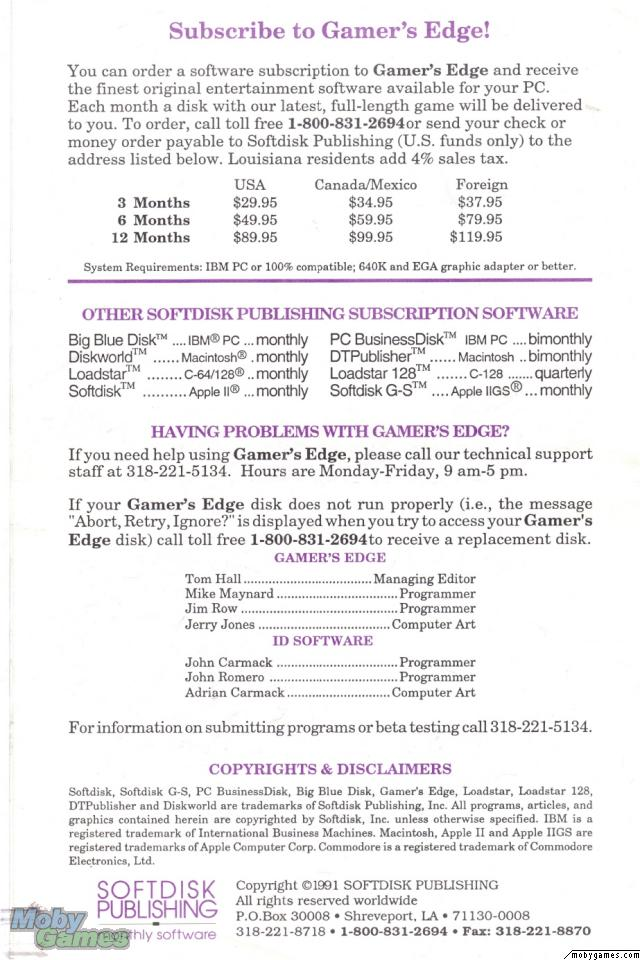 Subscribe to Gamer's Edge!
You can order a software subscription to Gamer's Edge and receive
the finest original entertainment software available for your PC.
Each month a disk with our latest, full-length game will be delivered
to you. To order, call toll free 1-800-831-2694or send your check or
money order payable to Softdisk Publishing (U.S. funds only) to the
address listed below. Louisiana residents add 4% sales tax.
USA Canada/Mexico Foreign
3 Months $29.95 $34.95 $37.95
6 Months $49.95 $59.95 $79.95
12 Months $89.95 $99.95 $119.95
System Requirements: IBM PC or 100% compatible; 640K and EGA graphic adapter or better.
OTHER SOFTDISK PUBLISHING SUBSCRIPTION SOFTWARE
Big Blue Disk™ ....IBM® PC ...monthly PC BusinessDisk™ IBM PC ....bimonthly
Diskworld™ ...... Macintosh® . monthly DTPublisher™ ...... Macintosh .. bimonthly
Loadstar™ ........ C-64/128® .. monthly Loadstar 128™ ....... C-128 ....... quarterly
Softdisk™ .......... Apple II® ... monthly Softdisk G-S™ .... Apple IIGS® ... monthly
HAVING PROBLEMS WITH GAMER'S EDGE?
If you need help using Gamer's Edge, please call our technical support
staff at 318-221-5134. Hours are Monday-Friday, 9 am-5 pm.
If your Gamer's Edge disk does not run properly (i.e., the message
"Abort, Retry, Ignore?" is displayed when you try to access your Gamer's
Edge disk) call toll free 1-800-831-2694to receive a replacement disk.
GAMER'S EDGE
Tom Hall ................................... Managing Editor
Mike Maynard ................................. Programmer
Jim Row ........................................... Programmer
Jerry Jones .................................... Computer Art
ID SOFTWARE
John Carmack ................................. Programmer
John Romero .................................. Programmer
Adrian Carmack ............................ Computer Art
For information on submitting programs or beta testing call 318-221-5134.
COPYRIGHTS & DISCLAIMERS
Softdisk, Softdisk G-S, PC BusinessDisk, Big Blue Disk, Gamer's Edge, Loadstar, Loadstar 128,
DTPublisher and Diskworld are trademarks of Softdisk Publishing, Inc. All programs, articles, and
graphics contained herein are copyrighted by Softdisk, Inc. unless otherwise specified. IBM is a
registered trademark of International Business Machines. Macintosh, Apple II and Apple IIGS are
registered trademarks of Apple Computer Corp. Commodore is a registered trademark of Commodore
Electronics, Ltd.
SOFTDISK
PUBLISHING
monthly software
Moby
Games
Copyright ©1991 SOFTDISK PUBLISHING
All rights reserved worldwide
P.O.Box 30008 • Shreveport, LA • 71130-0008
318-221-8718 • 1-800-831-2694 • Fax: 318-221-8870
mobygames.com